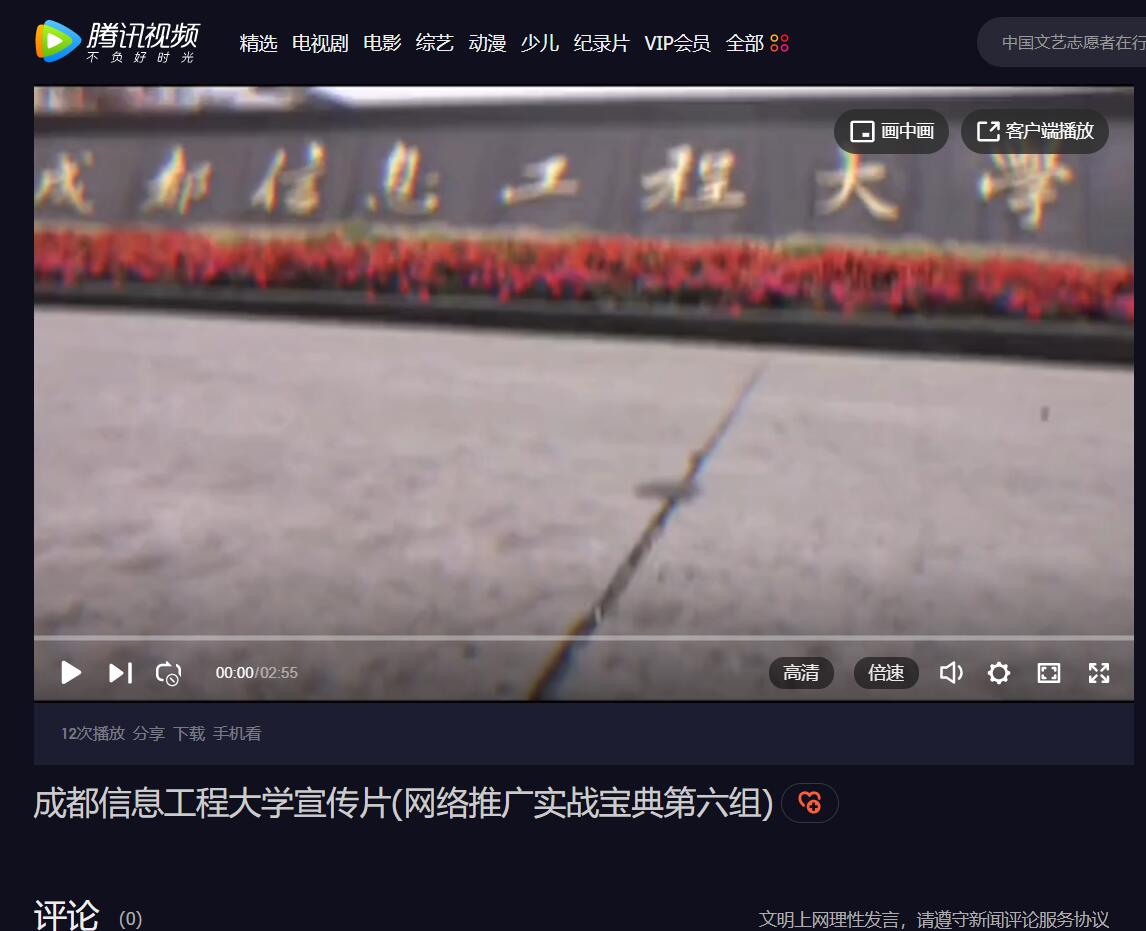 腾讯视频
不负好时光
精选 电视剧 电影 综艺 动漫 少儿 纪录片 VIP会员 全部
中国文艺志愿者在行
画中画 客户端播放
成都信息工程大學
00:00/02:55 高清 倍速
12次播放 分享 下载 手机看
成都信息工程大学宣传片(网络推广实战宝典第六组)
评论 (0) 文明上网理性发言，请遵守新闻评论服务协议